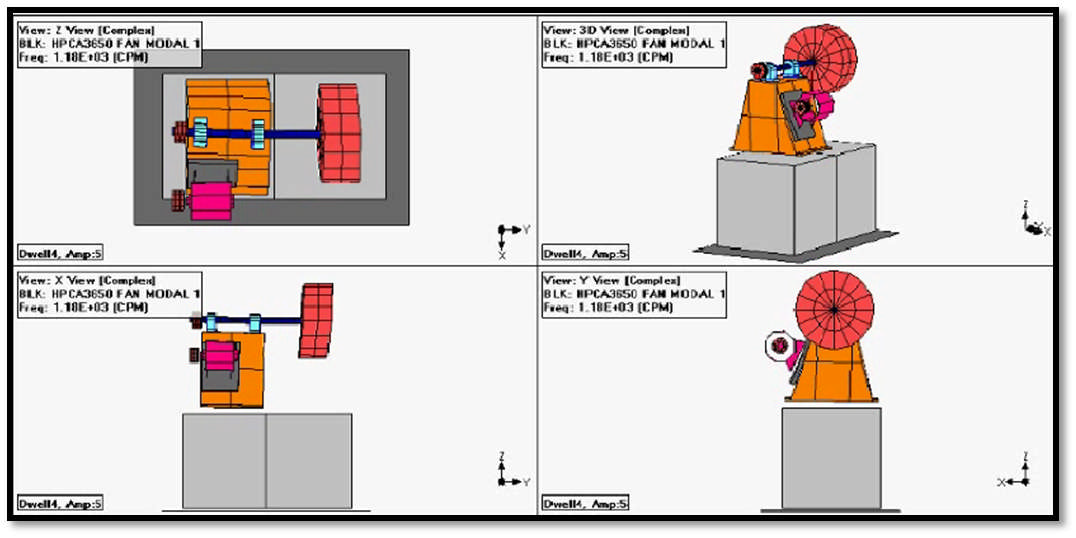 View: Z View [Complex]
BLK: HPCA3650 FAN MODAL 1
Freq: 1.18E+03 (CPM)
Y
X
Dwell4, Amp:5
View: 3D View [Complex]
BLK: HPCA3650 FAN MODAL 1
Freq: 1.18E+03 (CPM)
Z
Y
X
Dwell4, Amp:5
View: X View [Complex]
BLK: HPCA3650 FAN MODAL 1
Freq: 1.18E+03 (CPM)
Z
Y
Dwell4, Amp:5
View: Y View [Complex]
BLK: HPCA3650 FAN MODAL 1
Freq: 1.18E+03 (CPM)
Z
X
Dwell4, Amp:5